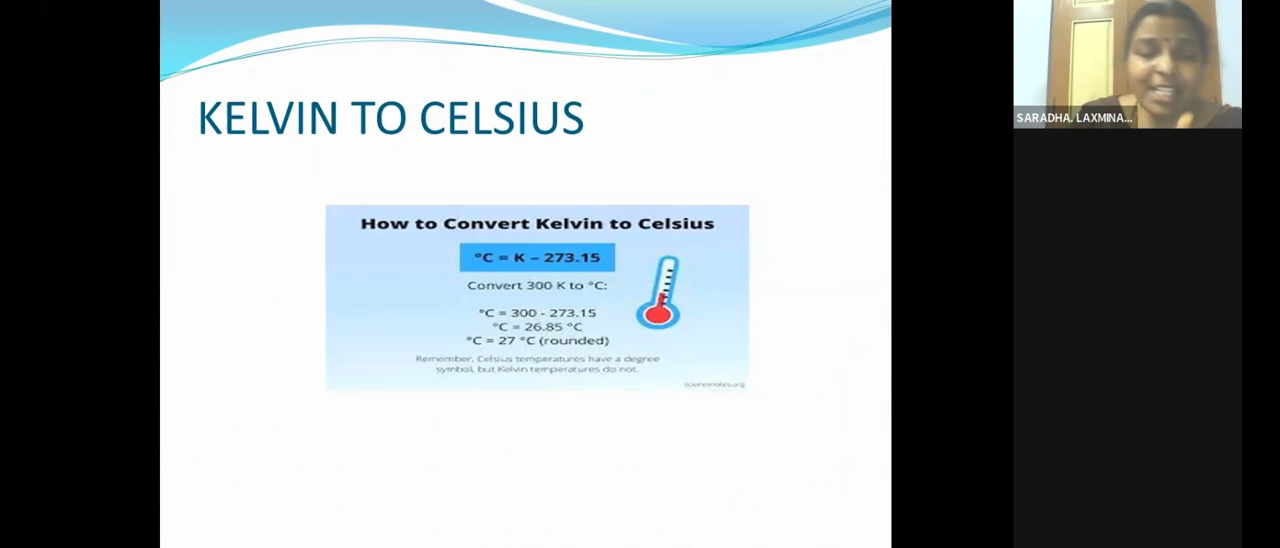 KELVIN TO CELSIUS
How to Convert Kelvin to Celsius
°C = K – 273.15
Convert 300 K to °C:
°C = 300 - 273.15
°C = 26.85 °C
°C = 27 °C (rounded)
Remember, Celsius temperatures have a degree
symbol, but Kelvin temperatures do not.
sciencenotes.org
SARADHA. LAXMINA...